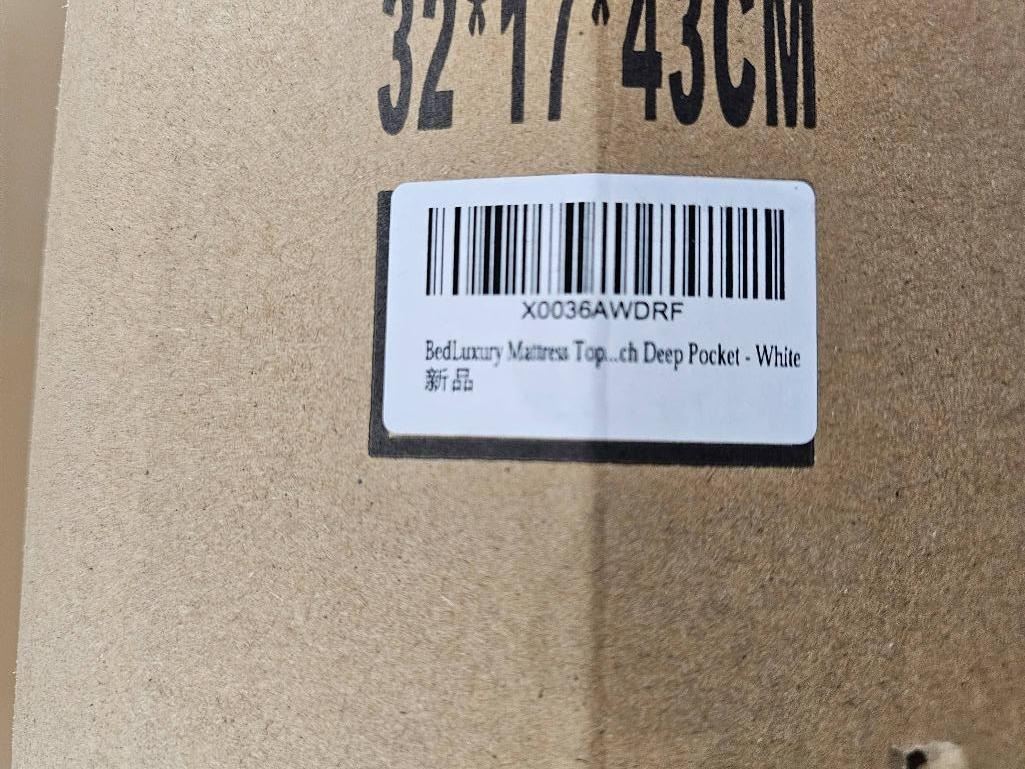 32*17*43CM
X0036AWDRF
BedLuxury Mattress Top...ch Deep Pocket - White
新品